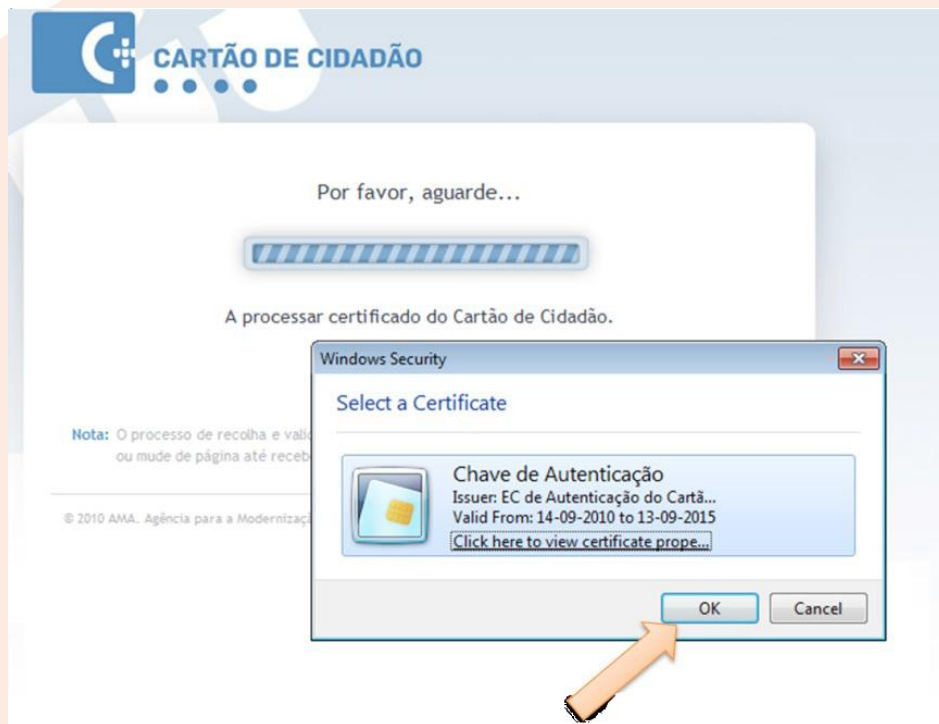 CARTÃO DE CIDADÃO
Por favor, aguarde...
A processar certificado do Cartão de Cidadão.
Windows Security
Select a Certificate
Nota: O processo de recolha e vali
ou mude de página até receb
Chave de Autenticação
Issuer: EC de Autenticação do Cartã...
Valid From: 14-09-2010 to 13-09-2015
Click here to view certificate prope...
© 2010 AMA. Agência para a Modernizaç
OK
Cancel